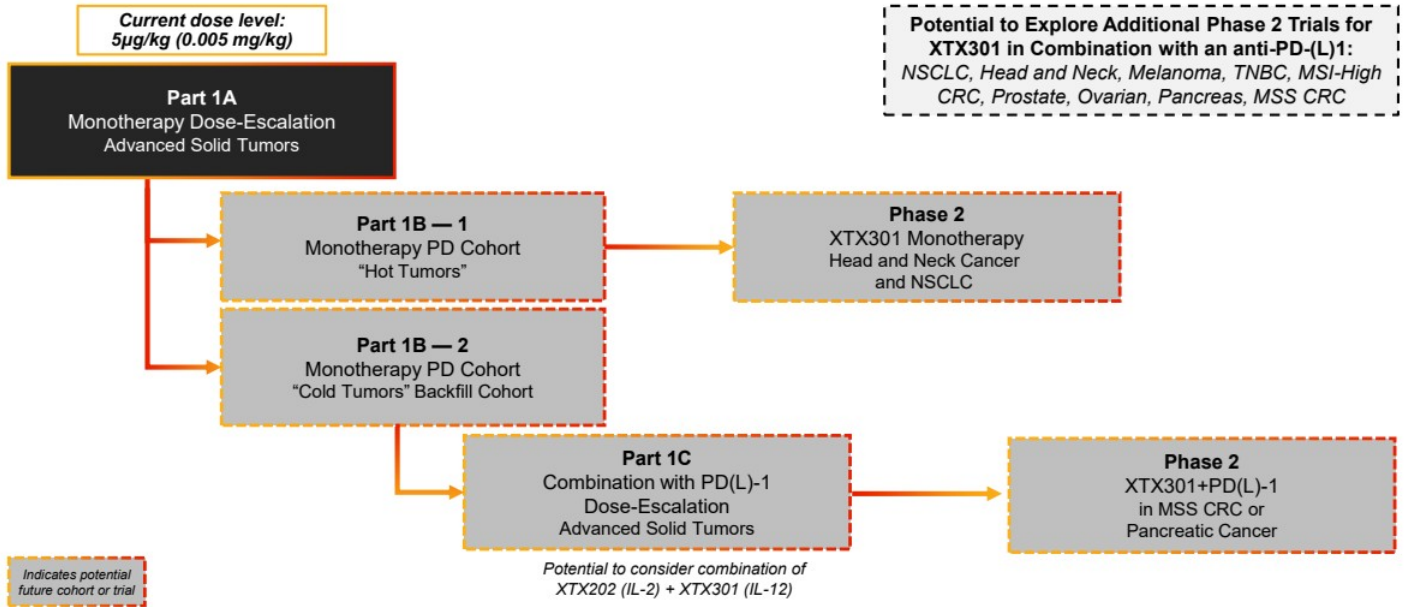 Current dose level:
5µg/kg (0.005 mg/kg)
Part 1A
Monotherapy Dose-Escalation
Advanced Solid Tumors
Potential to Explore Additional Phase 2 Trials for
XTX301 in Combination with an anti-PD-(L)1:
NSCLC, Head and Neck, Melanoma, TNBC, MSI-High
CRC, Prostate, Ovarian, Pancreas, MSS CRC
Part 1B — 1
Monotherapy PD Cohort
“Hot Tumors”
Phase 2
XTX301 Monotherapy
Head and Neck Cancer
and NSCLC
Part 1B — 2
Monotherapy PD Cohort
“Cold Tumors” Backfill Cohort
Part 1C
Combination with PD(L)-1
Dose-Escalation
Advanced Solid Tumors
Phase 2
XTX301+PD(L)-1
in MSS CRC or
Pancreatic Cancer
Potential to consider combination of
XTX202 (IL-2) + XTX301 (IL-12)
Indicates potential
future cohort or trial